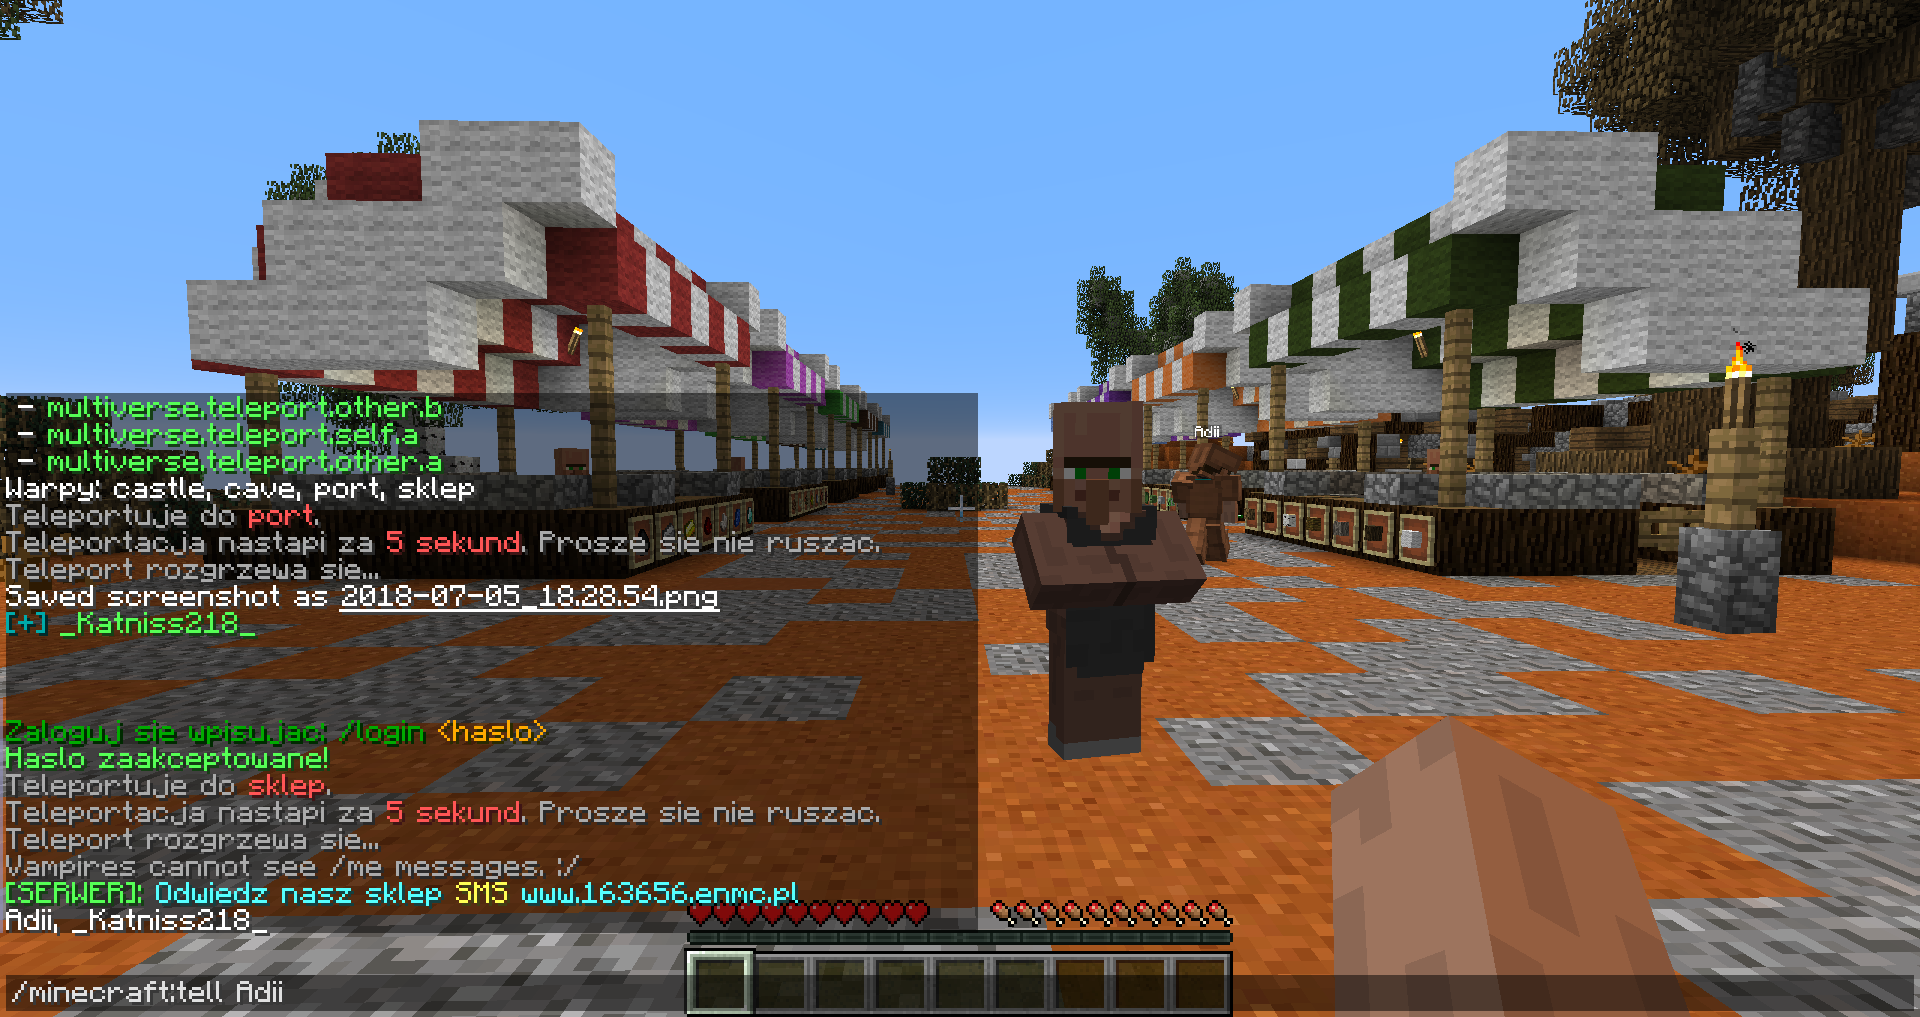 Adii
- multiverse.teleport.other.b
- multiverse.teleport.self.a
- multiverse.teleport.other.a
Warpy: castle, cave, port, sklep
Teleportuje do port.
Teleportacja nastapi za 5 sekund. Prosze sie nie ruszac.
Teleport rozgrzewa sie...
Saved screenshot as 2018-07-05_18.28.54.png
[+] _Katniss218_
Zaloguj sie wpisujac: /login <haslo>
Haslo zaakceptowane!
Teleportuje do sklep.
Teleportacja nastapi za 5 sekund. Prosze sie nie ruszac.
Teleport rozgrzewa sie...
Vampires cannot see /me messages. :/
[SERWER]: Odwiedz nasz sklep SMS www.163656.enmc.pl
Adii, _Katniss218_
/minecraft:tell Adii